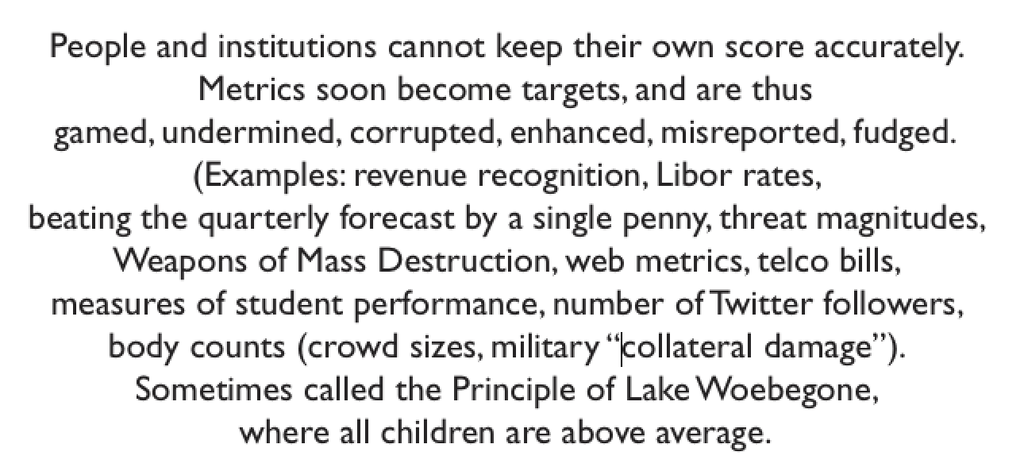 People and institutions cannot keep their own score accurately.
Metrics soon become targets, and are thus
gamed, undermined, corrupted, enhanced, misreported, fudged.
(Examples: revenue recognition, Libor rates,
beating the quarterly forecast by a single penny, threat magnitudes,
Weapons of Mass Destruction, web metrics, telco bills,
measures of student performance, number of Twitter followers,
body counts (crowd sizes, military “collateral damage”).
Sometimes called the Principle of Lake Woebegone,
where all children are above average.